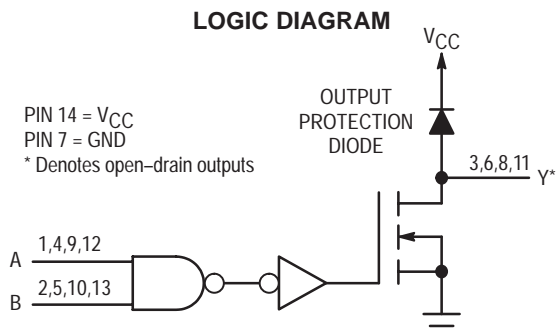 LOGIC DIAGRAM
VCC
OUTPUT
PROTECTION
DIODE
PIN 14 = VCC
PIN 7 = GND
* Denotes open–drain outputs
3,6,8,11
Y*
1,4,9,12
A
2,5,10,13
B